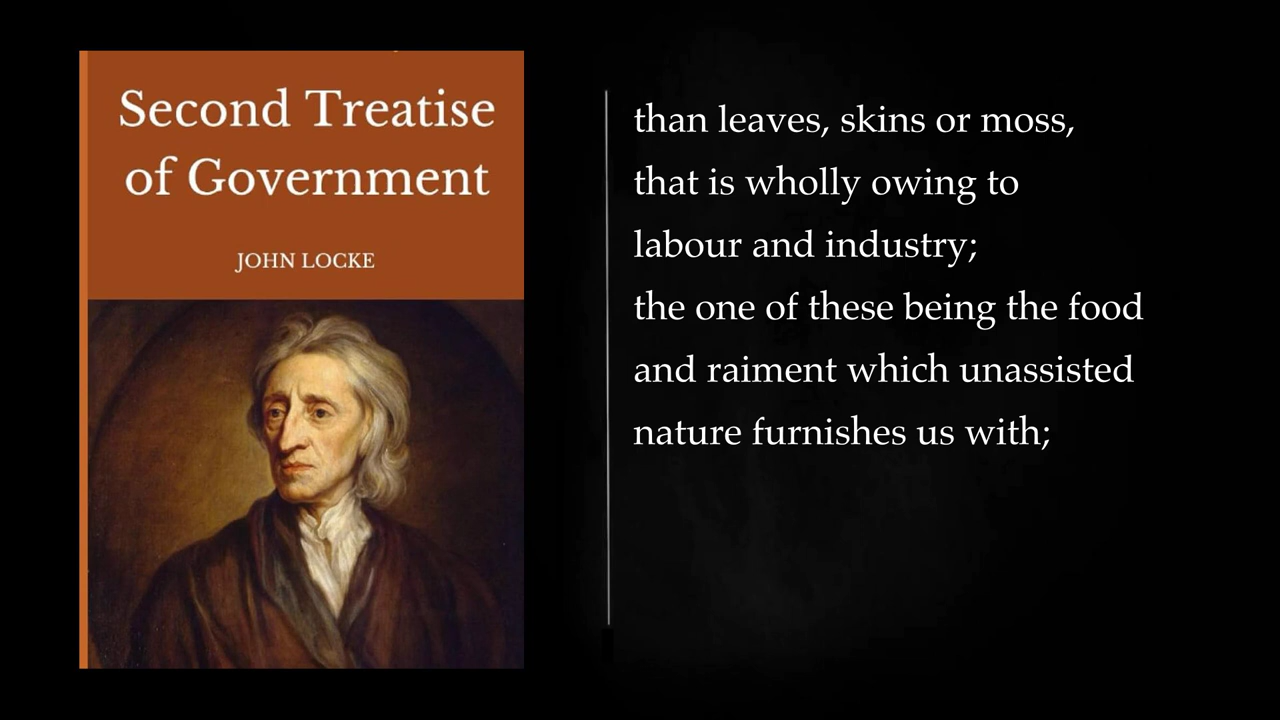 Second Treatise
of Government
JOHN LOCKE
than leaves, skins or moss,
that is wholly owing to
labour and industry;
the one of these being the food
and raiment which unassisted
nature furnishes us with;